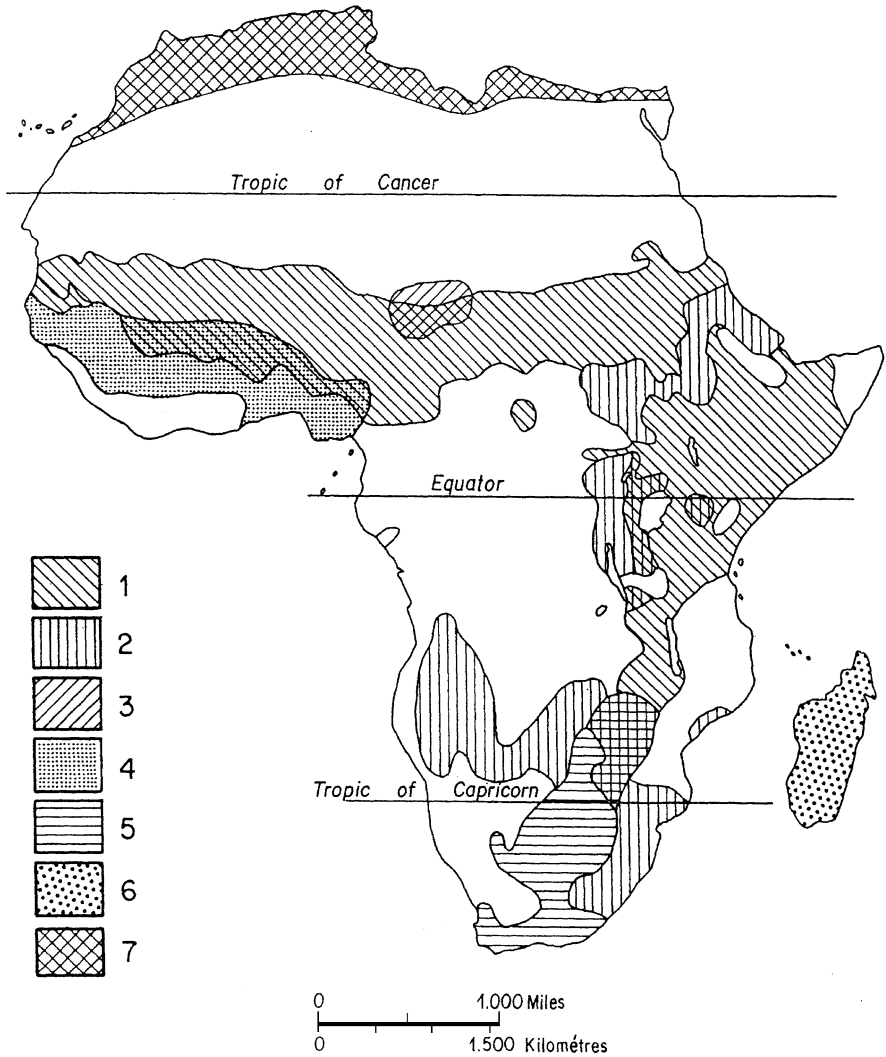 Tropic of Cancer
Equator
Tropic of Capricorn
1
2
3
4
5
6
7
0 1.000 Miles
0 1.500 Kilométres